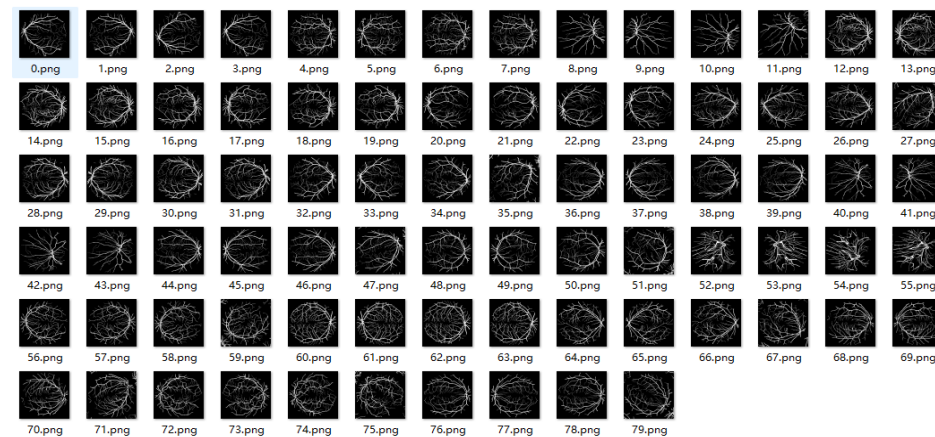 0.png 1.png 2.png 3.png 4.png 5.png 6.png 7.png 8.png 9.png 10.png 11.png 12.png 13.png
14.png 15.png 16.png 17.png 18.png 19.png 20.png 21.png 22.png 23.png 24.png 25.png 26.png 27.png
28.png 29.png 30.png 31.png 32.png 33.png 34.png 35.png 36.png 37.png 38.png 39.png 40.png 41.png
42.png 43.png 44.png 45.png 46.png 47.png 48.png 49.png 50.png 51.png 52.png 53.png 54.png 55.png
56.png 57.png 58.png 59.png 60.png 61.png 62.png 63.png 64.png 65.png 66.png 67.png 68.png 69.png
70.png 71.png 72.png 73.png 74.png 75.png 76.png 77.png 78.png 79.png